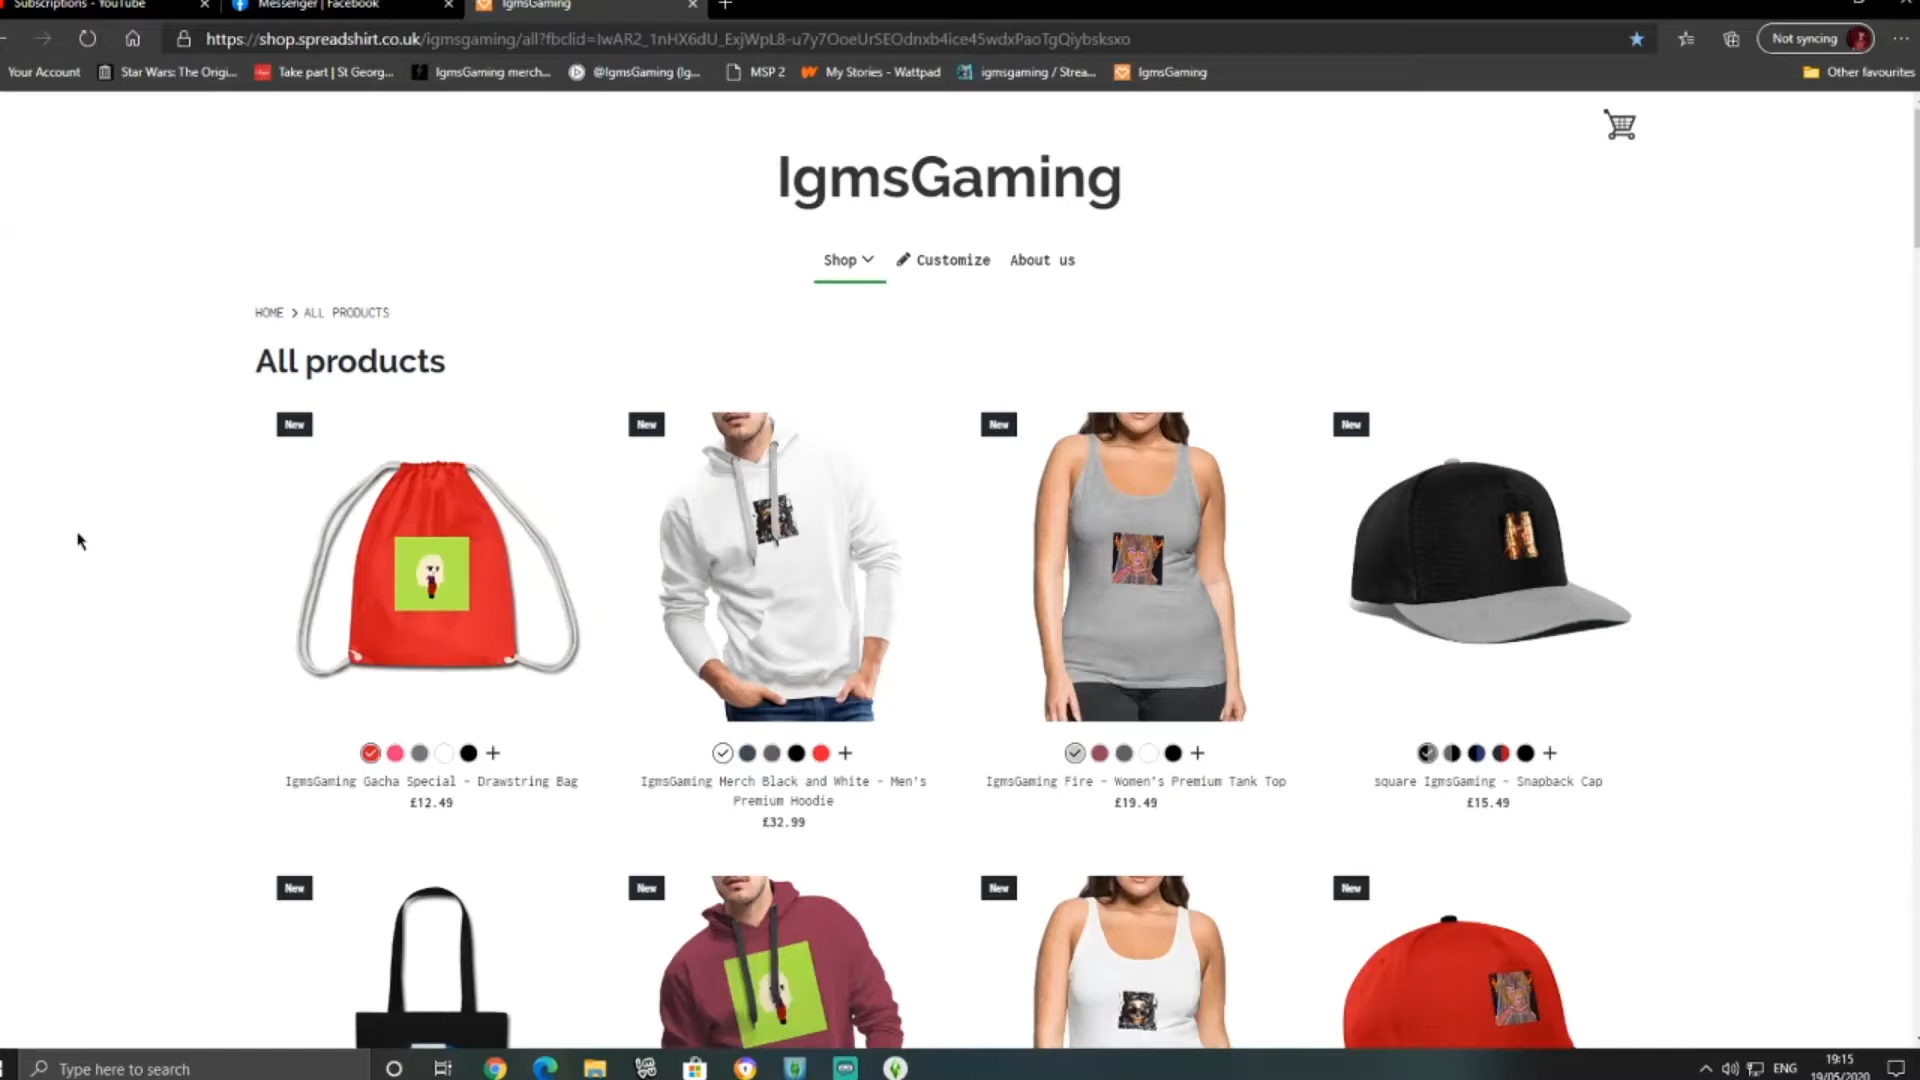 Subscriptions - YouTube
Messenger | Facebook
IgmsGaming
https://shop.spreadshirt.co.uk/igmsgaming/all?fbclid=IwAR2_1nHX6dU_ExjWpL8-u7y7OoeUrSEOdnxb4ice45wdxPaoTgQiybsksxo
Not syncing
Your Account
Star Wars: The Origi...
Take part | St Georg...
IgmsGaming merch...
@IgmsGaming (Ig...
MSP 2
My Stories - Wattpad
igmsgaming / Strea...
IgmsGaming
Other favourites
IgmsGaming
Shop
Customize
About us
HOME > ALL PRODUCTS
All products
New
New
New
New
IgmsGaming Gacha Special - Drawstring Bag
£12.49
IgmsGaming Merch Black and White - Men's
Premium Hoodie
£32.99
IgmsGaming Fire - Women's Premium Tank Top
£19.49
square IgmsGaming - Snapback Cap
£15.49
New
New
New
New
Type here to search
ENG
19:15
19/05/2020